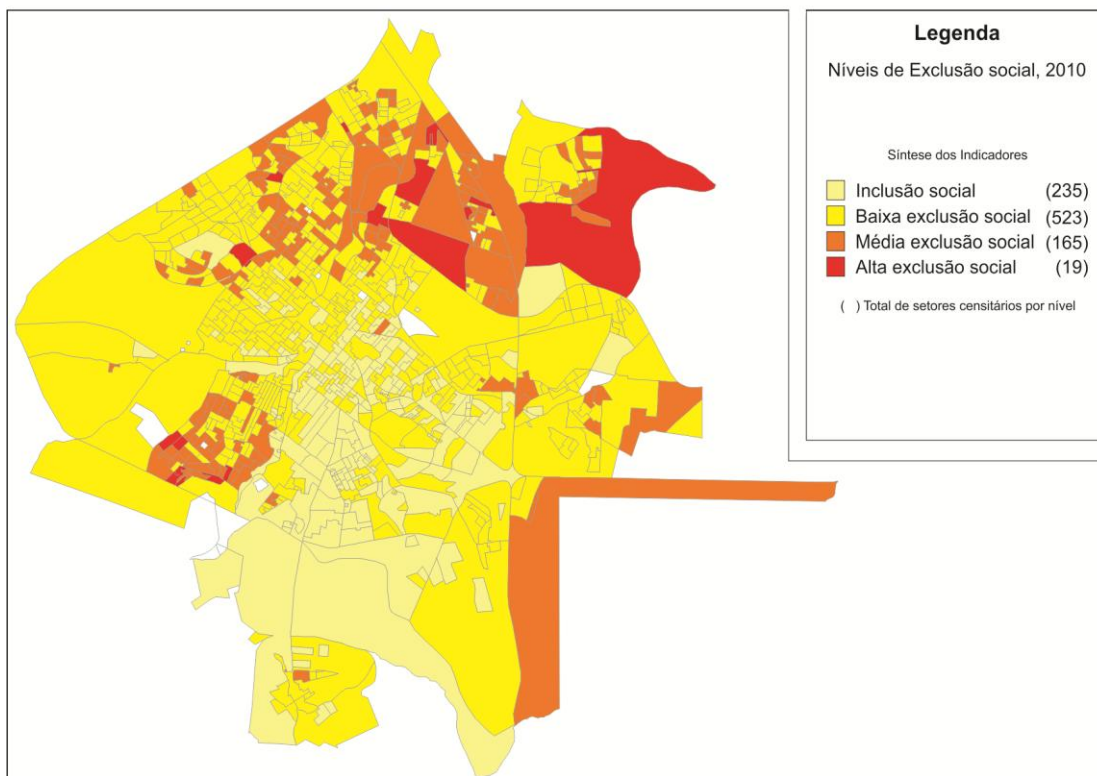 Legenda
Níveis de Exclusão social, 2010
Síntese dos Indicadores
Inclusão social (235)
Baixa exclusão social (523)
Média exclusão social (165)
Alta exclusão social (19)
( ) Total de setores censitários por nível